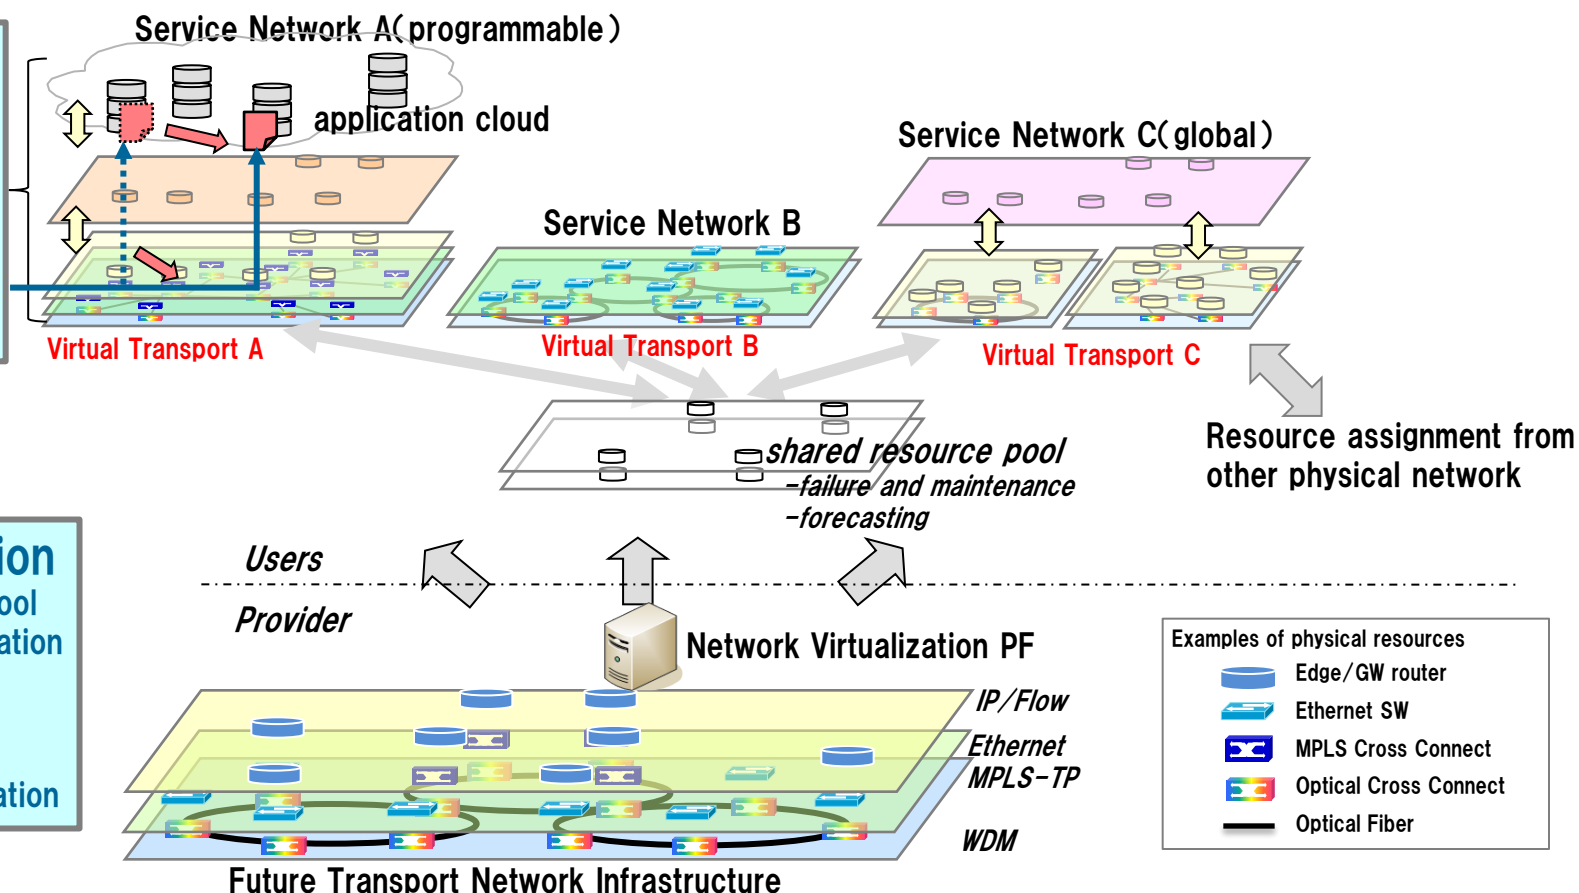 Service Network A(programmable)
application cloud
Service Network C(global)
Service Network B
Virtual Transport A
Virtual Transport B
Virtual Transport C
Resource assignment from
other physical network
shared resource pool
-failure and maintenance
-forecasting
ion
ool
ation
ation
Users
Provider
Network Virtualization PF
IP/Flow
Ethernet
MPLS-TP
WDM
Future Transport Network Infrastructure
Examples of physical resources
Edge/GW router
Ethernet SW
MPLS Cross Connect
Optical Cross Connect
Optical Fiber